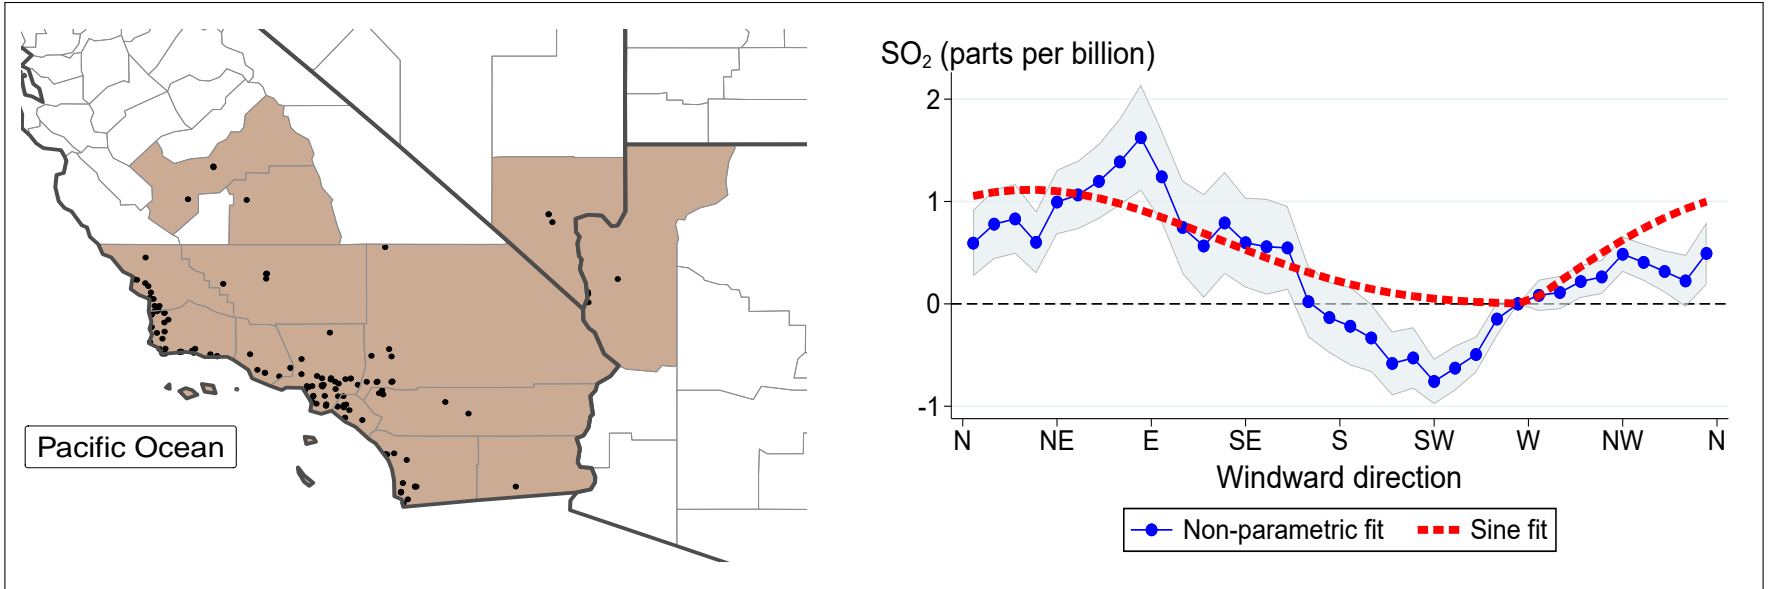 Pacific Ocean
SO₂ (parts per billion)
2
1
0
-1
N NE E SE S SW W NW N
Windward direction
Non-parametric fit Sine fit